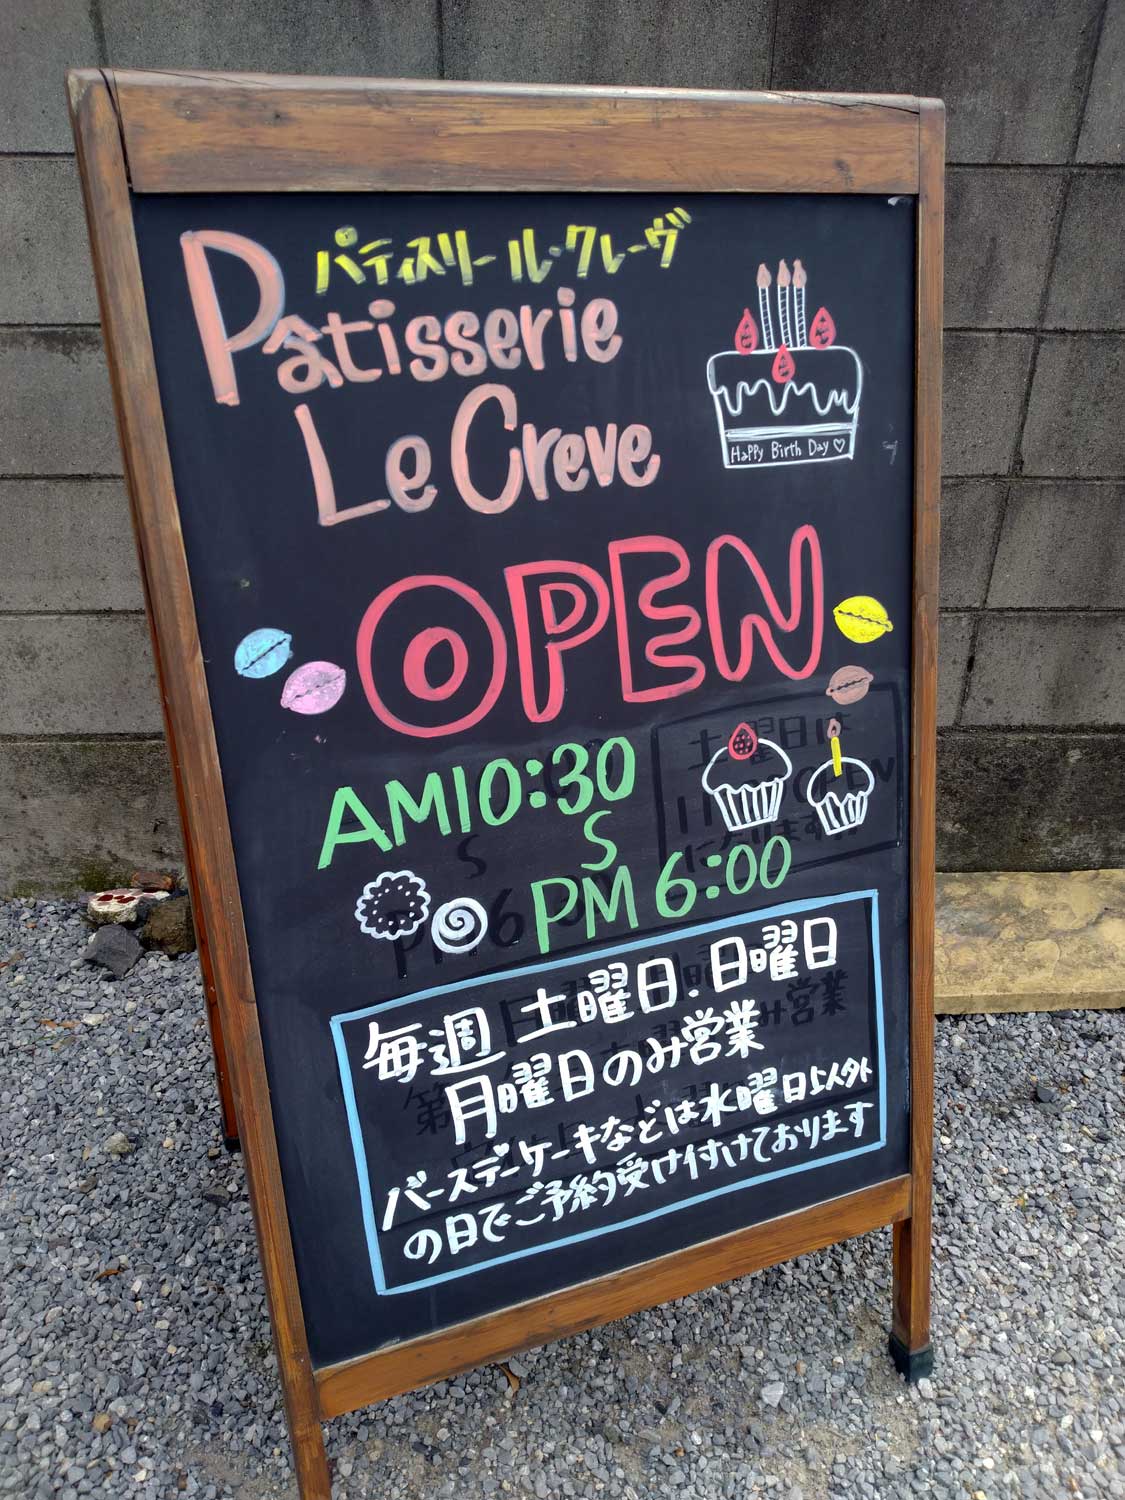 パティスリー ル・クレーヴ
Pâtisserie
Le Creve
Happy Birth Day ♡
OPEN
AM10:30
S
PM 6:00
毎週 土曜日.日曜日
月曜日のみ営業
バースデーケーキなどは水曜日以外
の日でご予約受け付けております